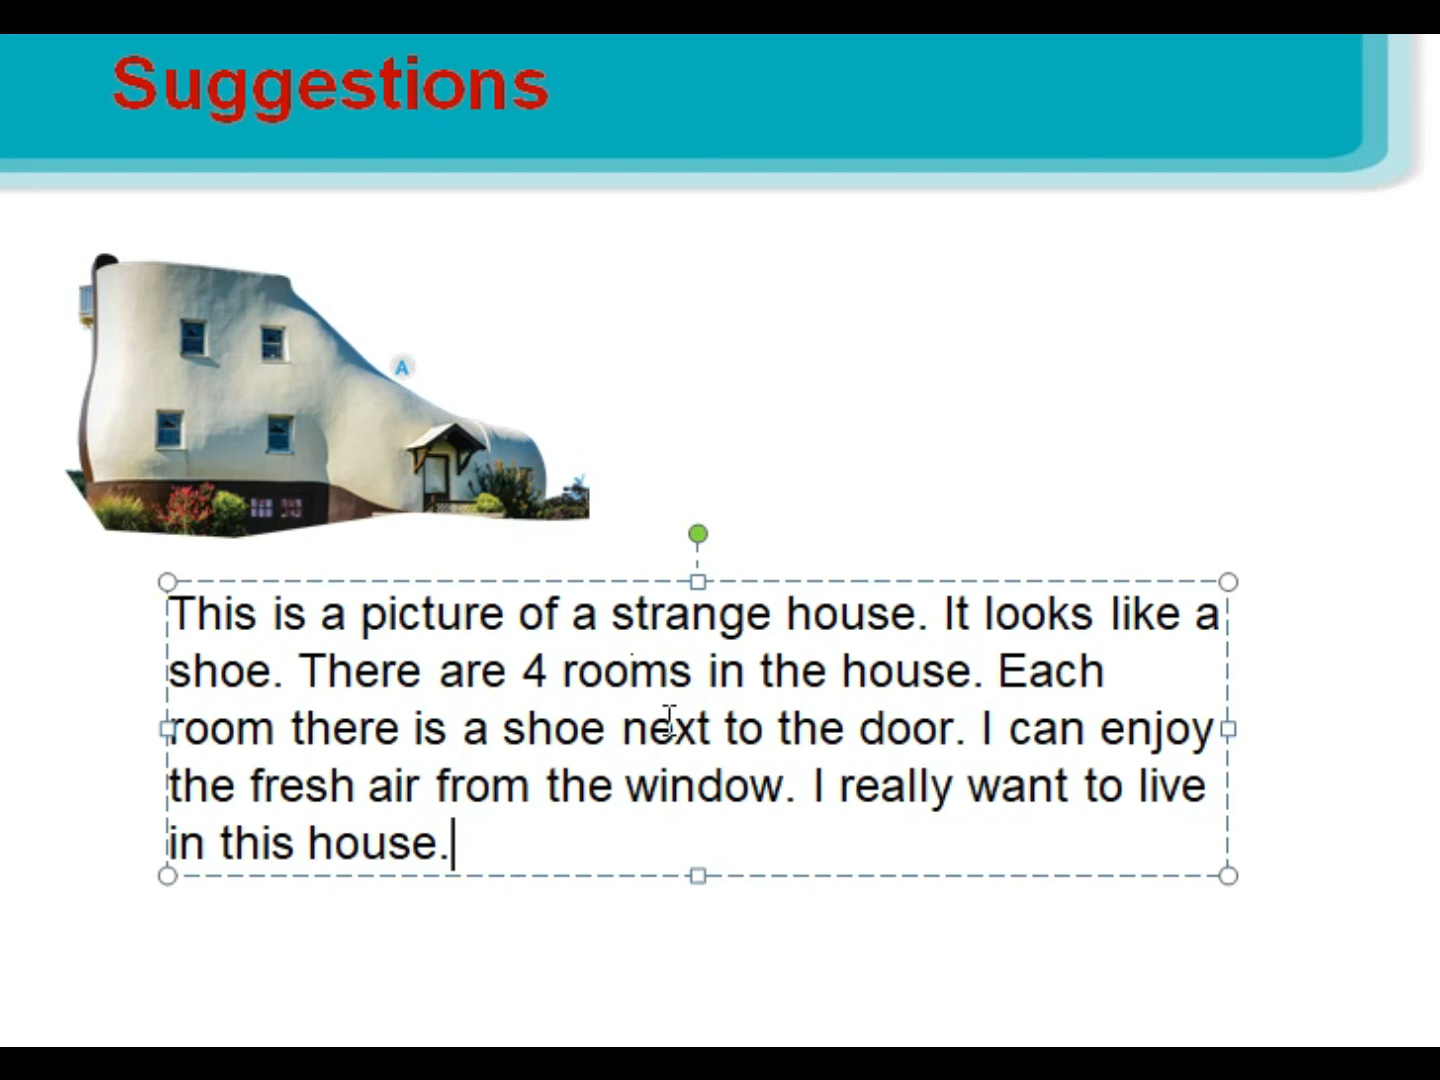 Suggestions
A
This is a picture of a strange house. It looks like a
shoe. There are 4 rooms in the house. Each
room there is a shoe next to the door. I can enjoy
the fresh air from the window. I really want to live
in this house.